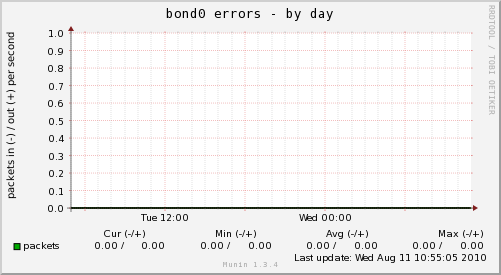 bond0 errors - by day
RRDTOOL / TOBI OETIKER
packets in (-) / out (+) per second
1.0
0.9
0.8
0.7
0.6
0.5
0.4
0.3
0.2
0.1
0.0
Tue 12:00 Wed 00:00
Cur (-/+) Min (-/+) Avg (-/+) Max (-/+)
packets 0.00 / 0.00 0.00 / 0.00 0.00 / 0.00 0.00 / 0.00
Last update: Wed Aug 11 10:55:05 2010
Munin 1.3.4